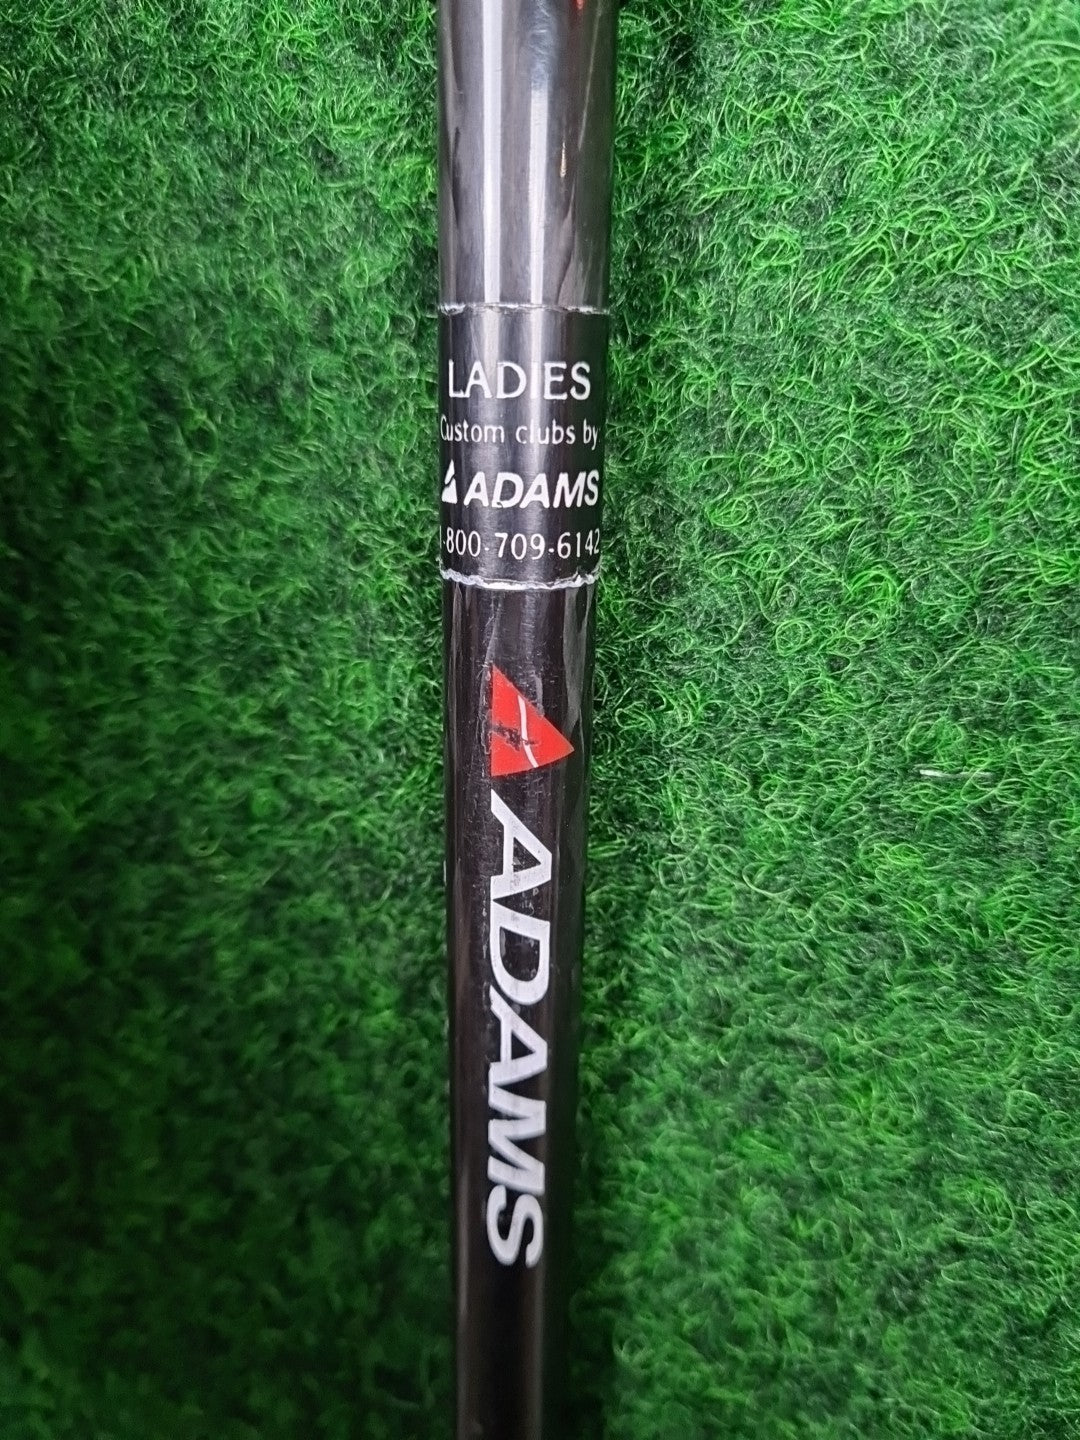 LADIES
Custom clubs by
ADAMS
1-800-709-6142
ADAMS